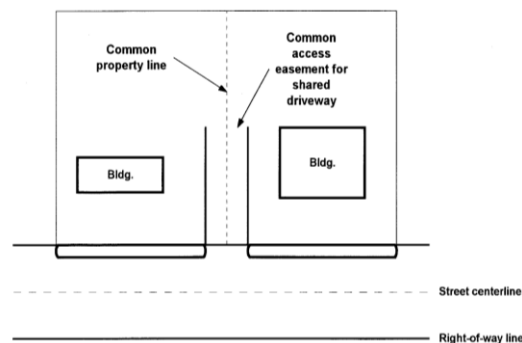 Common
property line
Common
access
easement for
shared
driveway
Bldg.
Bldg.
Street centerline
Right-of-way line